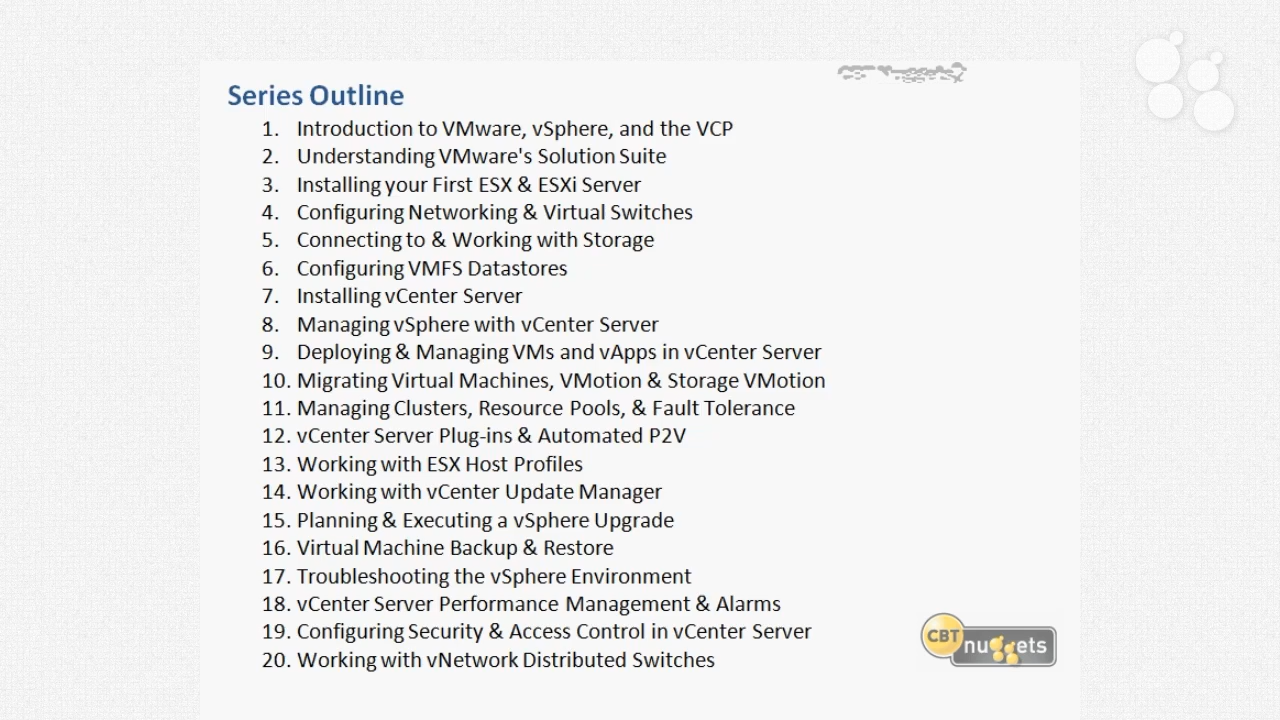 Series Outline
1. Introduction to VMware, vSphere, and the VCP
2. Understanding VMware's Solution Suite
3. Installing your First ESX & ESXi Server
4. Configuring Networking & Virtual Switches
5. Connecting to & Working with Storage
6. Configuring VMFS Datastores
7. Installing vCenter Server
8. Managing vSphere with vCenter Server
9. Deploying & Managing VMs and vApps in vCenter Server
10. Migrating Virtual Machines, VMotion & Storage VMotion
11. Managing Clusters, Resource Pools, & Fault Tolerance
12. vCenter Server Plug-ins & Automated P2V
13. Working with ESX Host Profiles
14. Working with vCenter Update Manager
15. Planning & Executing a vSphere Upgrade
16. Virtual Machine Backup & Restore
17. Troubleshooting the vSphere Environment
18. vCenter Server Performance Management & Alarms
19. Configuring Security & Access Control in vCenter Server
20. Working with vNetwork Distributed Switches
CBT nuggets